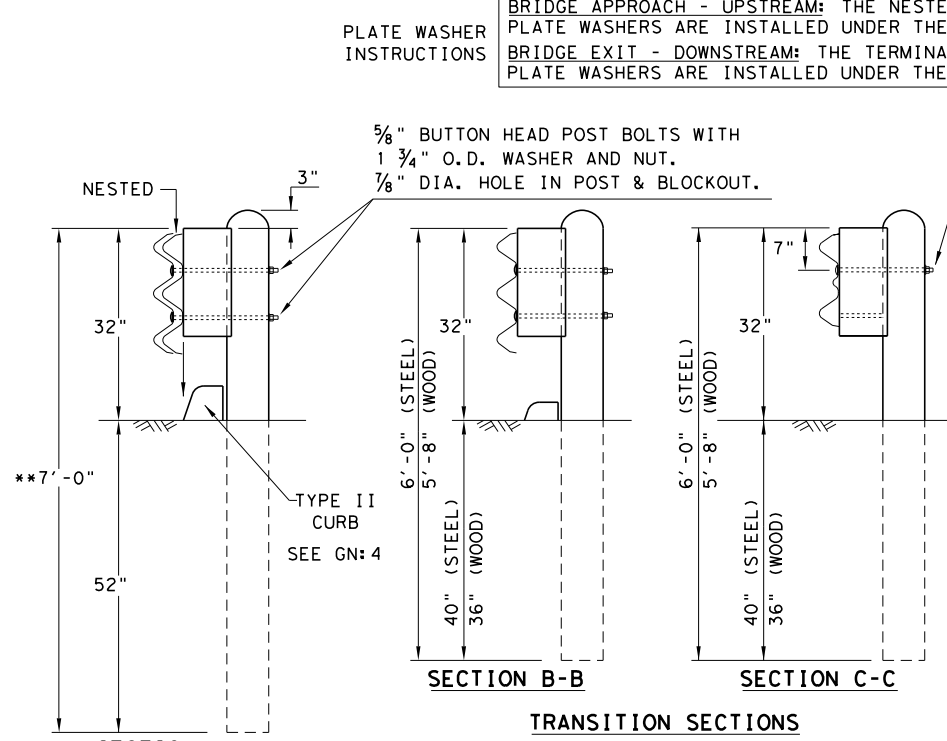 PLATE WASHER
INSTRUCTIONS
BRIDGE APPROACH - UPSTREAM: THE NESTE
PLATE WASHERS ARE INSTALLED UNDER THE
BRIDGE EXIT - DOWNSTREAM: THE TERMINA
PLATE WASHERS ARE INSTALLED UNDER THE
5/8" BUTTON HEAD POST BOLTS WITH
1 3/4" O.D. WASHER AND NUT.
7/8" DIA. HOLE IN POST & BLOCKOUT.
NESTED
3"
32"
**7'-0"
52"
TYPE II
CURB
SEE GN:4
32"
6'-0" (STEEL)
5'-8" (WOOD)
40" (STEEL)
36" (WOOD)
SECTION B-B
7"
32"
6'-0" (STEEL)
5'-8" (WOOD)
40" (STEEL)
36" (WOOD)
SECTION C-C
TRANSITION SECTIONS